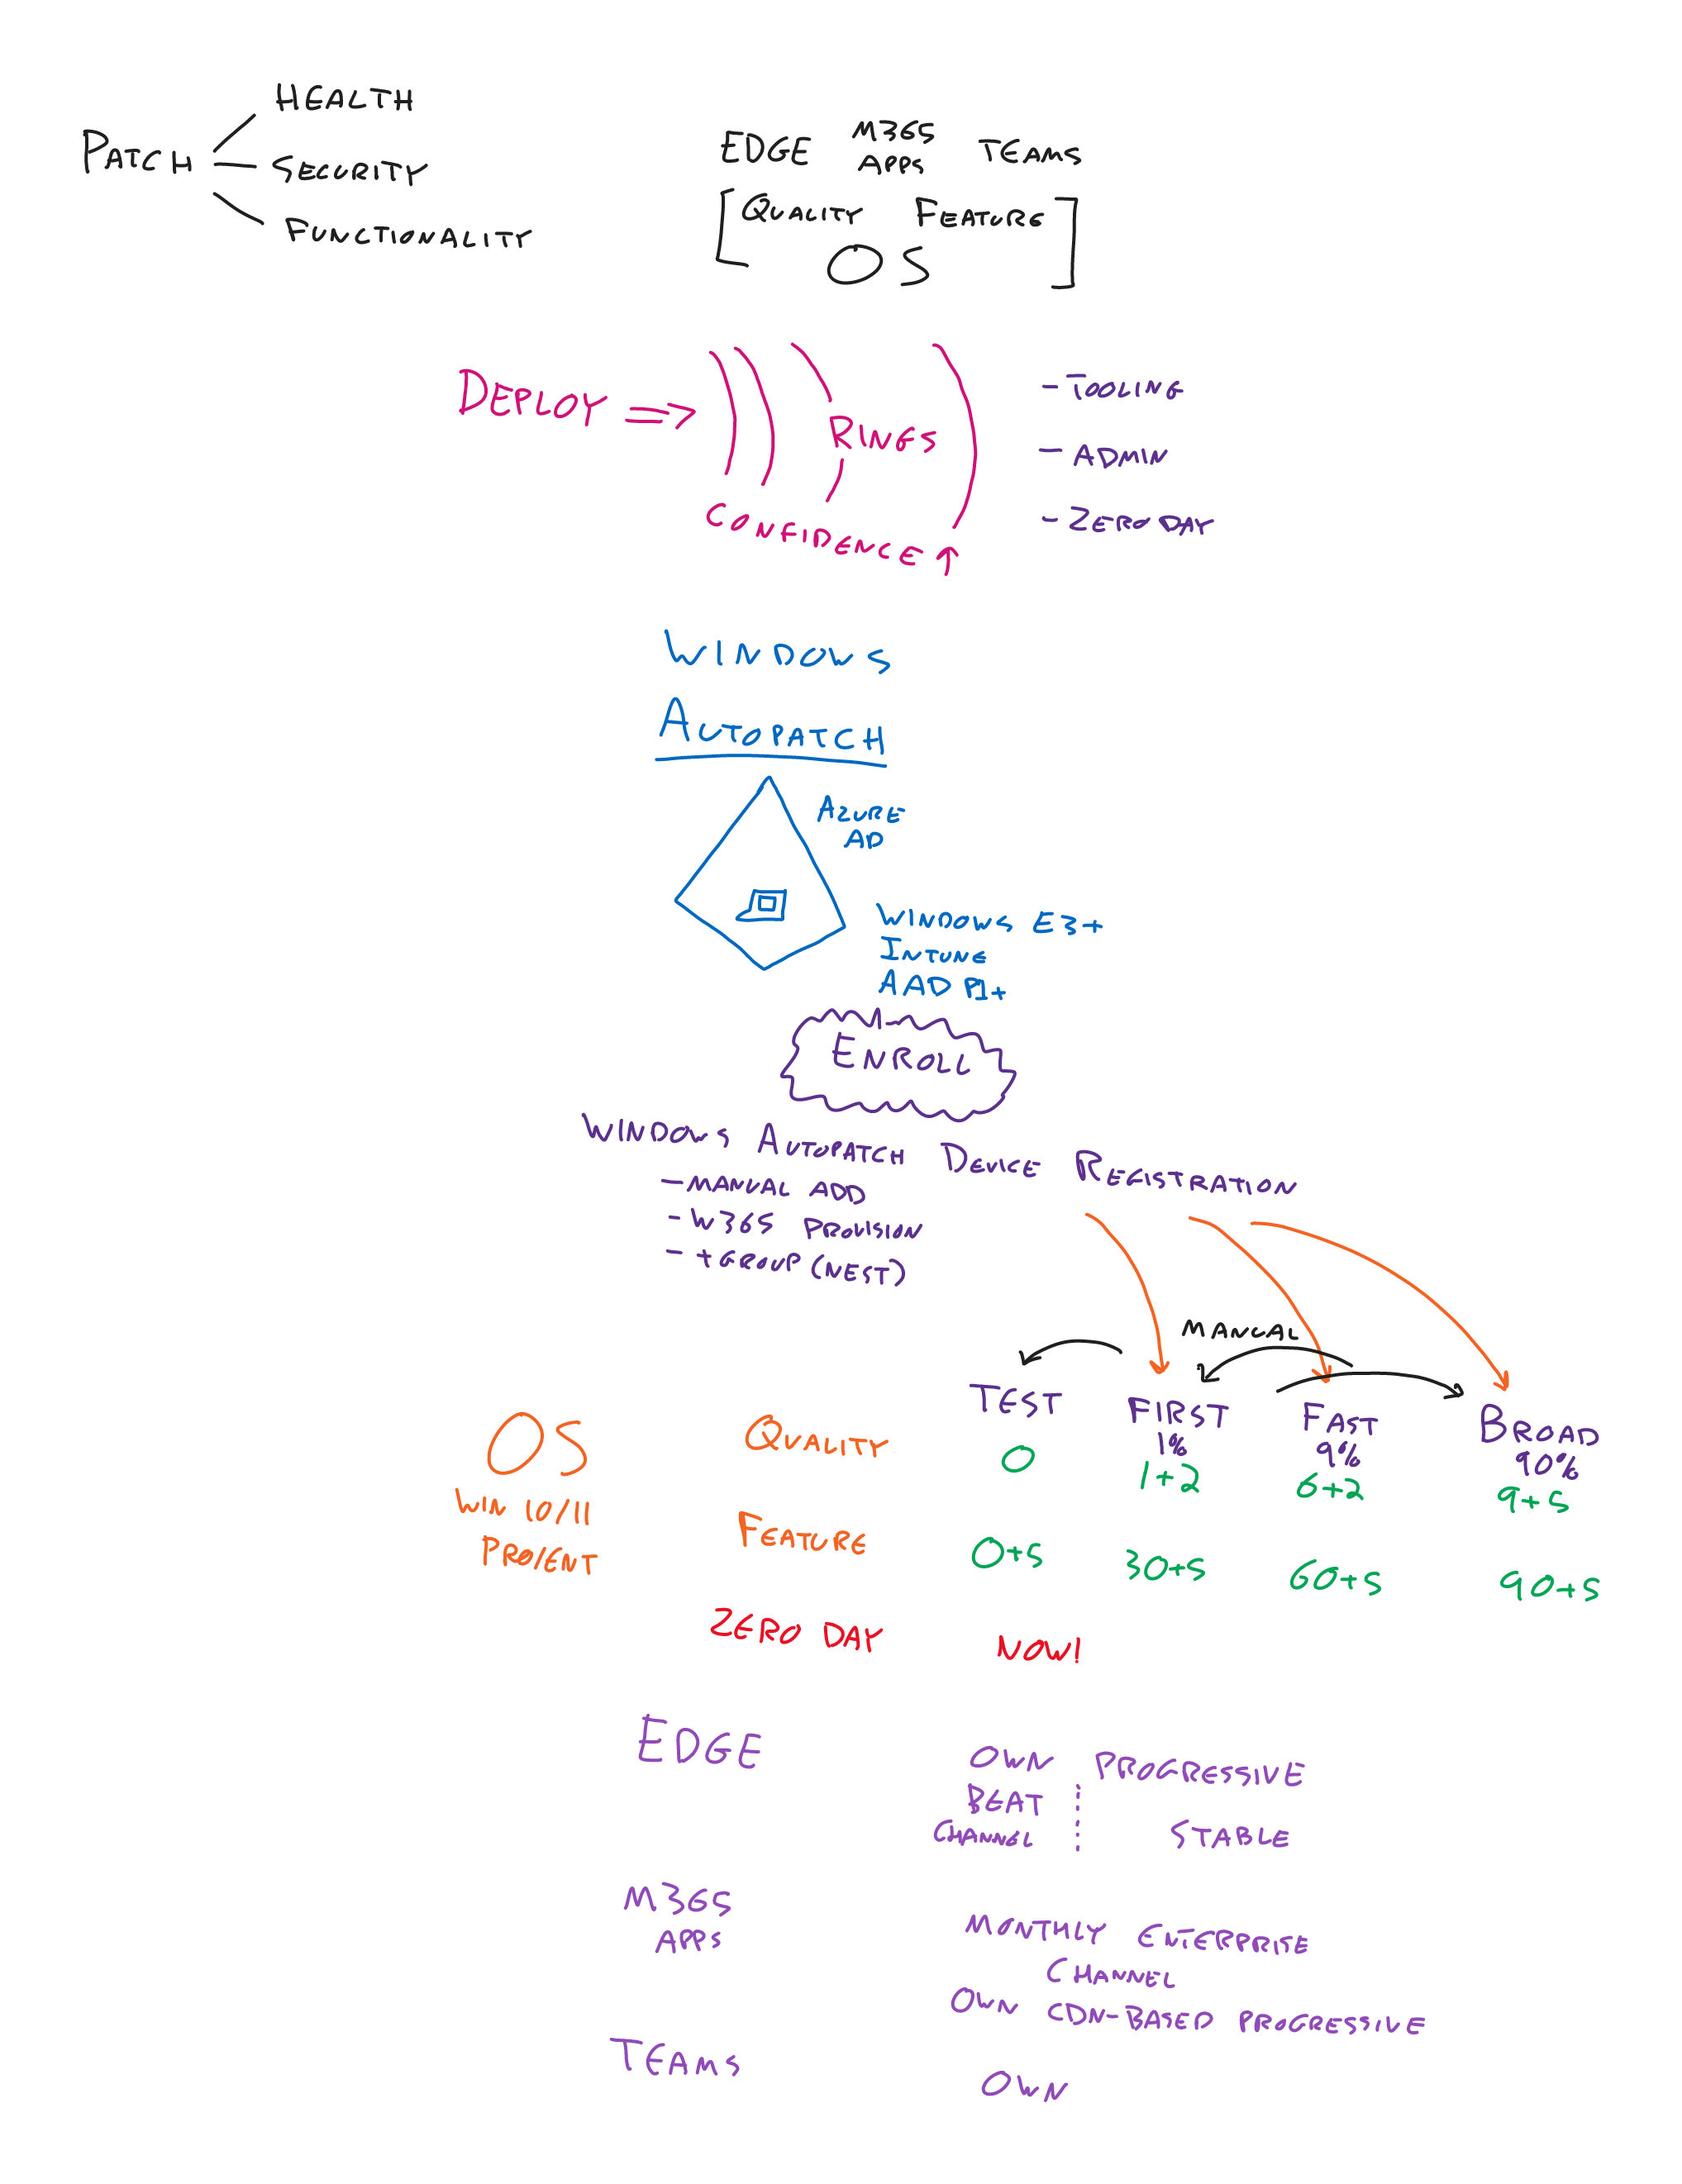 HEALTH
PATCH
SECURITY
FUNCTIONALITY
EDGE M365 APPS TEAMS
[QUALITY FEATURE]
OS
DEPLOY => RINGS
CONFIDENCE ↑
- TOOLING
- ADMIN
- ZERO DAY
WINDOWS
AUTOPATCH
AZURE
AD
WINDOWS E3+
INTUNE
AAD P1+
ENROLL
WINDOWS AUTOPATCH DEVICE REGISTRATION
- MANUAL ADD
- W365 PROVISION
- +GROUP (NEST)
MANUAL
TEST FIRST FAST BROAD
1% 9% 90%
OS QUALITY 0 1+2 6+2 9+5
WIN 10/11
PRO/ENT
FEATURE 0+5 30+5 60+5 90+5
ZERO DAY NOW!
EDGE
OWN PROGRESSIVE
BEAT
CHANNEL STABLE
M365
APPS
MONTHLY ENTERPRISE
CHANNEL
OWN CDN-BASED PROGRESSIVE
TEAMS
OWN